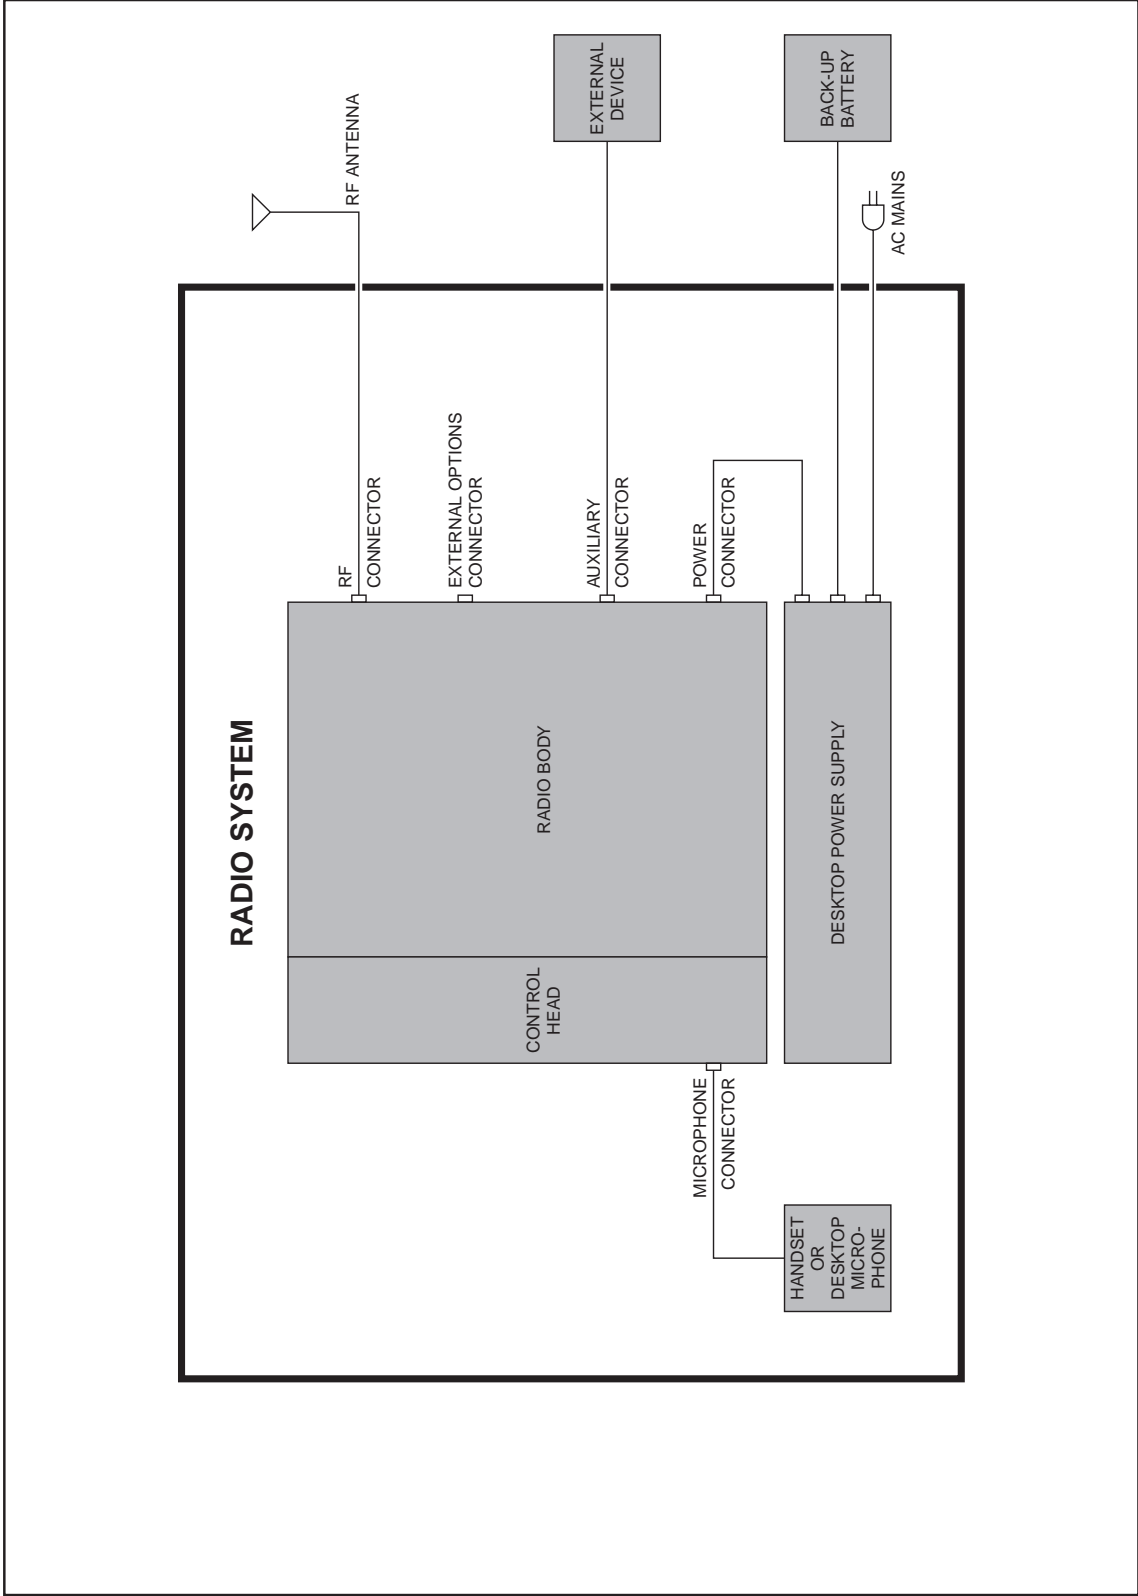 RADIO SYSTEM
RF ANTENNA
RF
CONNECTOR
EXTERNAL OPTIONS
CONNECTOR
EXTERNAL
DEVICE
AUXILIARY
CONNECTOR
RADIO BODY
CONTROL
HEAD
POWER
CONNECTOR
MICROPHONE
CONNECTOR
HANDSET
OR
DESKTOP
MICRO-
PHONE
DESKTOP POWER SUPPLY
BACK-UP
BATTERY
AC MAINS